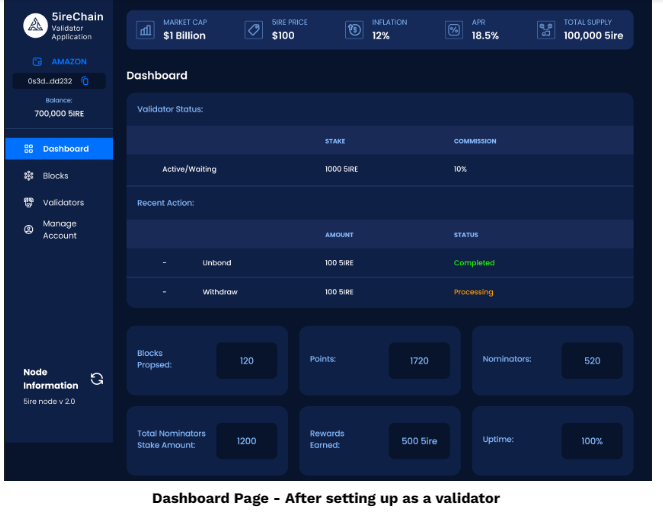 5ireChain
Validator
Application
AMAZON
0s3d...dd232
Balance:
700,000 5IRE
Dashboard
Blocks
Validators
Manage
Account
Node
Information
5ire node v 2.0
MARKET CAP
$1 Billion
5IRE PRICE
$100
INFLATION
12%
APR
18.5%
TOTAL SUPPLY
100,000 5ire
Dashboard
Validator Status:
STAKE COMMISSION
Active/Waiting 1000 5IRE 10%
Recent Action:
AMOUNT STATUS
- Unbond 100 5IRE Completed
- Withdraw 100 5IRE Processing
Blocks
Propsed:
120
Points:
1720
Nominators:
520
Total Nominators
Stake Amount:
1200
Rewards
Earned:
500 5ire
Uptime:
100%
Dashboard Page - After setting up as a validator